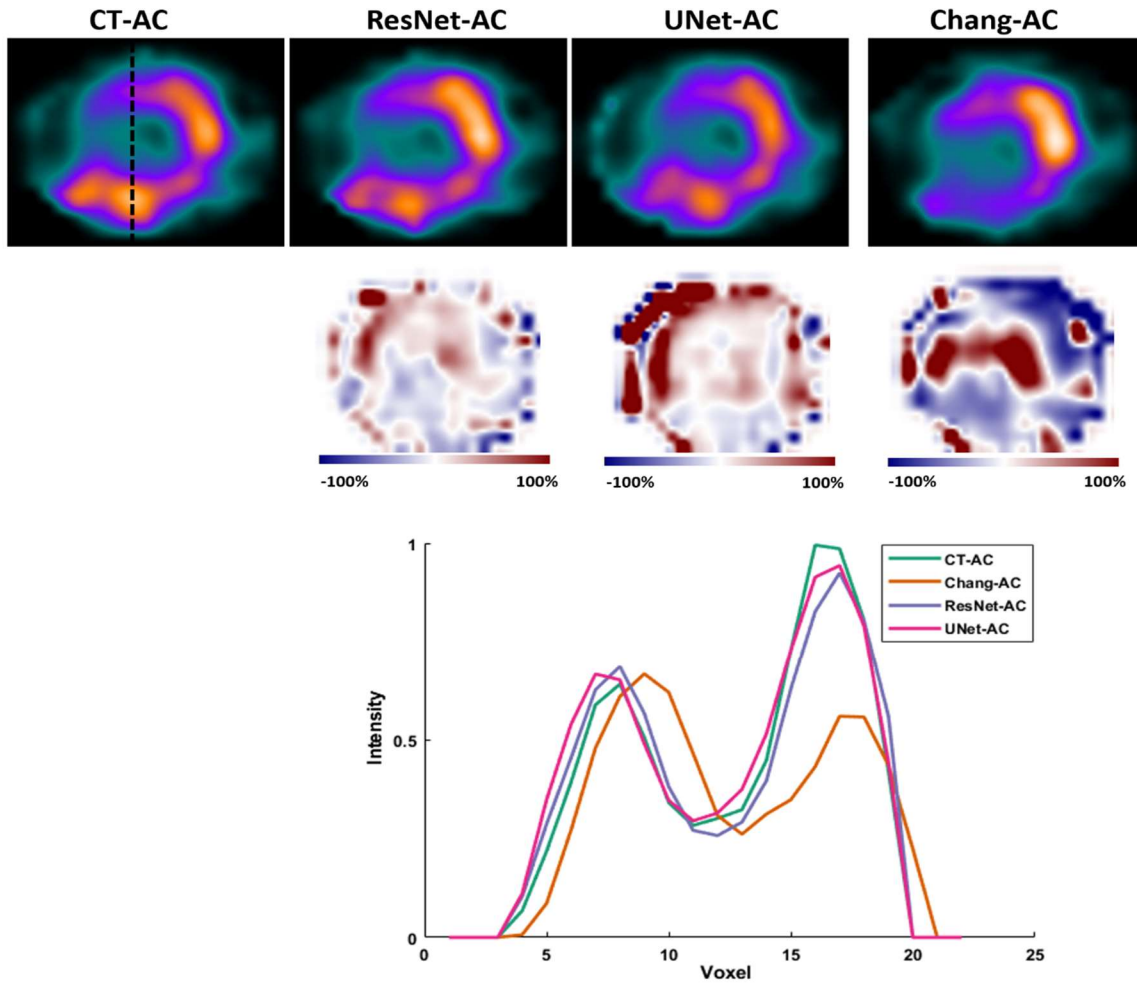 CT-AC ResNet-AC UNet-AC Chang-AC
-100% 100% -100% 100% -100% 100%
1
CT-AC
Chang-AC
ResNet-AC
UNet-AC
Intensity
0.5
0
0 5 10 15 20 25
Voxel